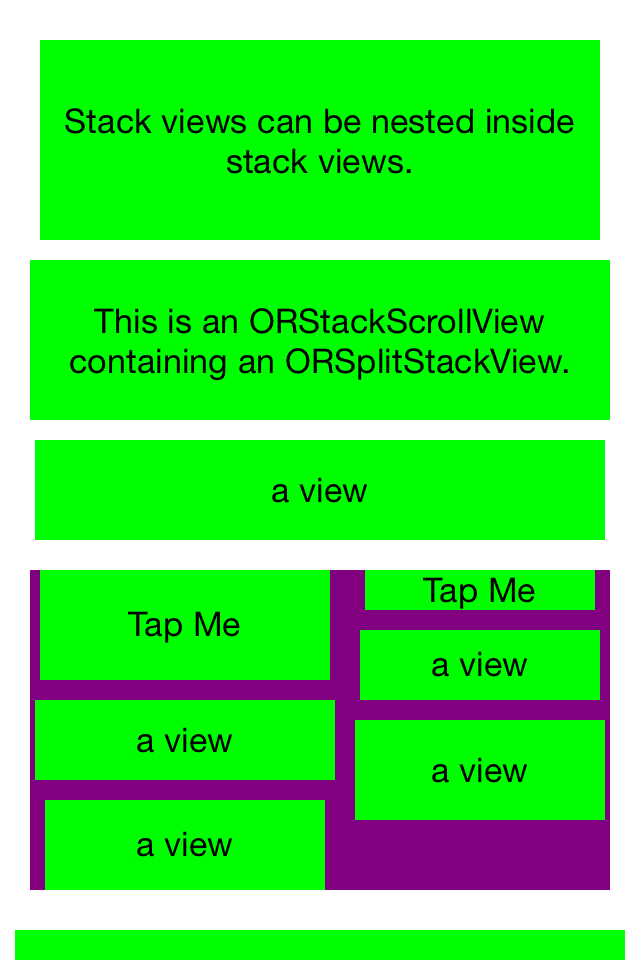 Stack views can be nested inside
stack views.
This is an ORStackScrollView
containing an ORSplitStackView.
a view
Tap Me
a view
a view
Tap Me
a view
a view